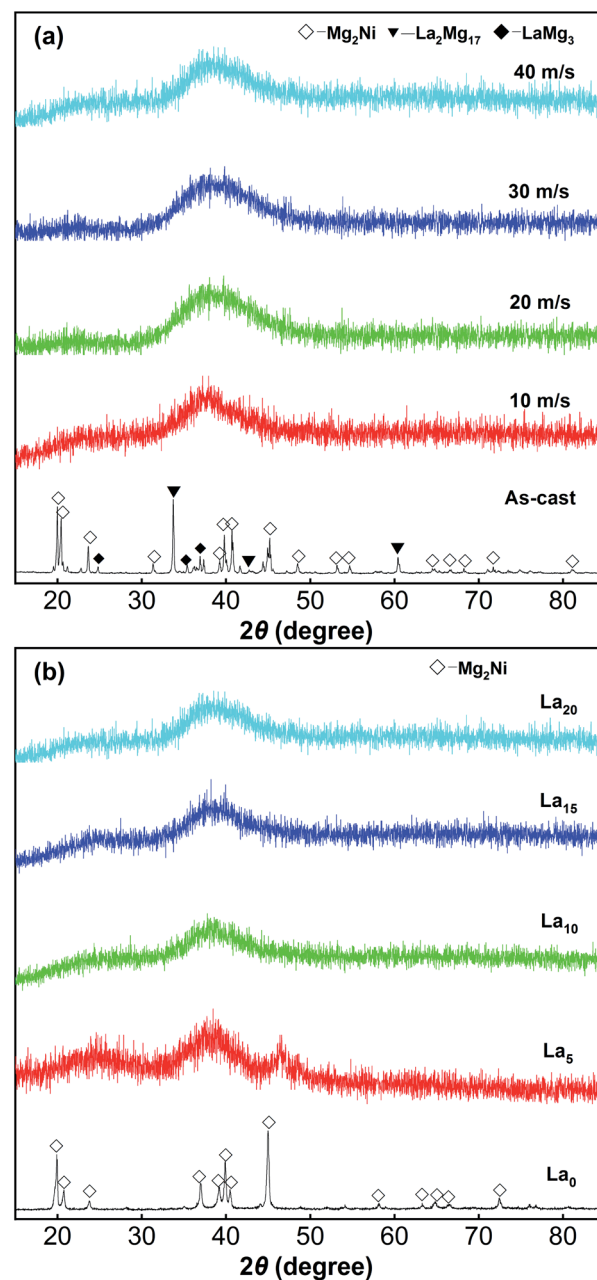 (a) ◇–Mg₂Ni ▼–La₂Mg₁₇ ◆–LaMg₃
40 m/s
30 m/s
20 m/s
10 m/s
As-cast
20 30 40 50 60 70 80
2θ (degree)
(b) ◇–Mg₂Ni
La₂₀
La₁₅
La₁₀
La₅
La₀
20 30 40 50 60 70 80
2θ (degree)